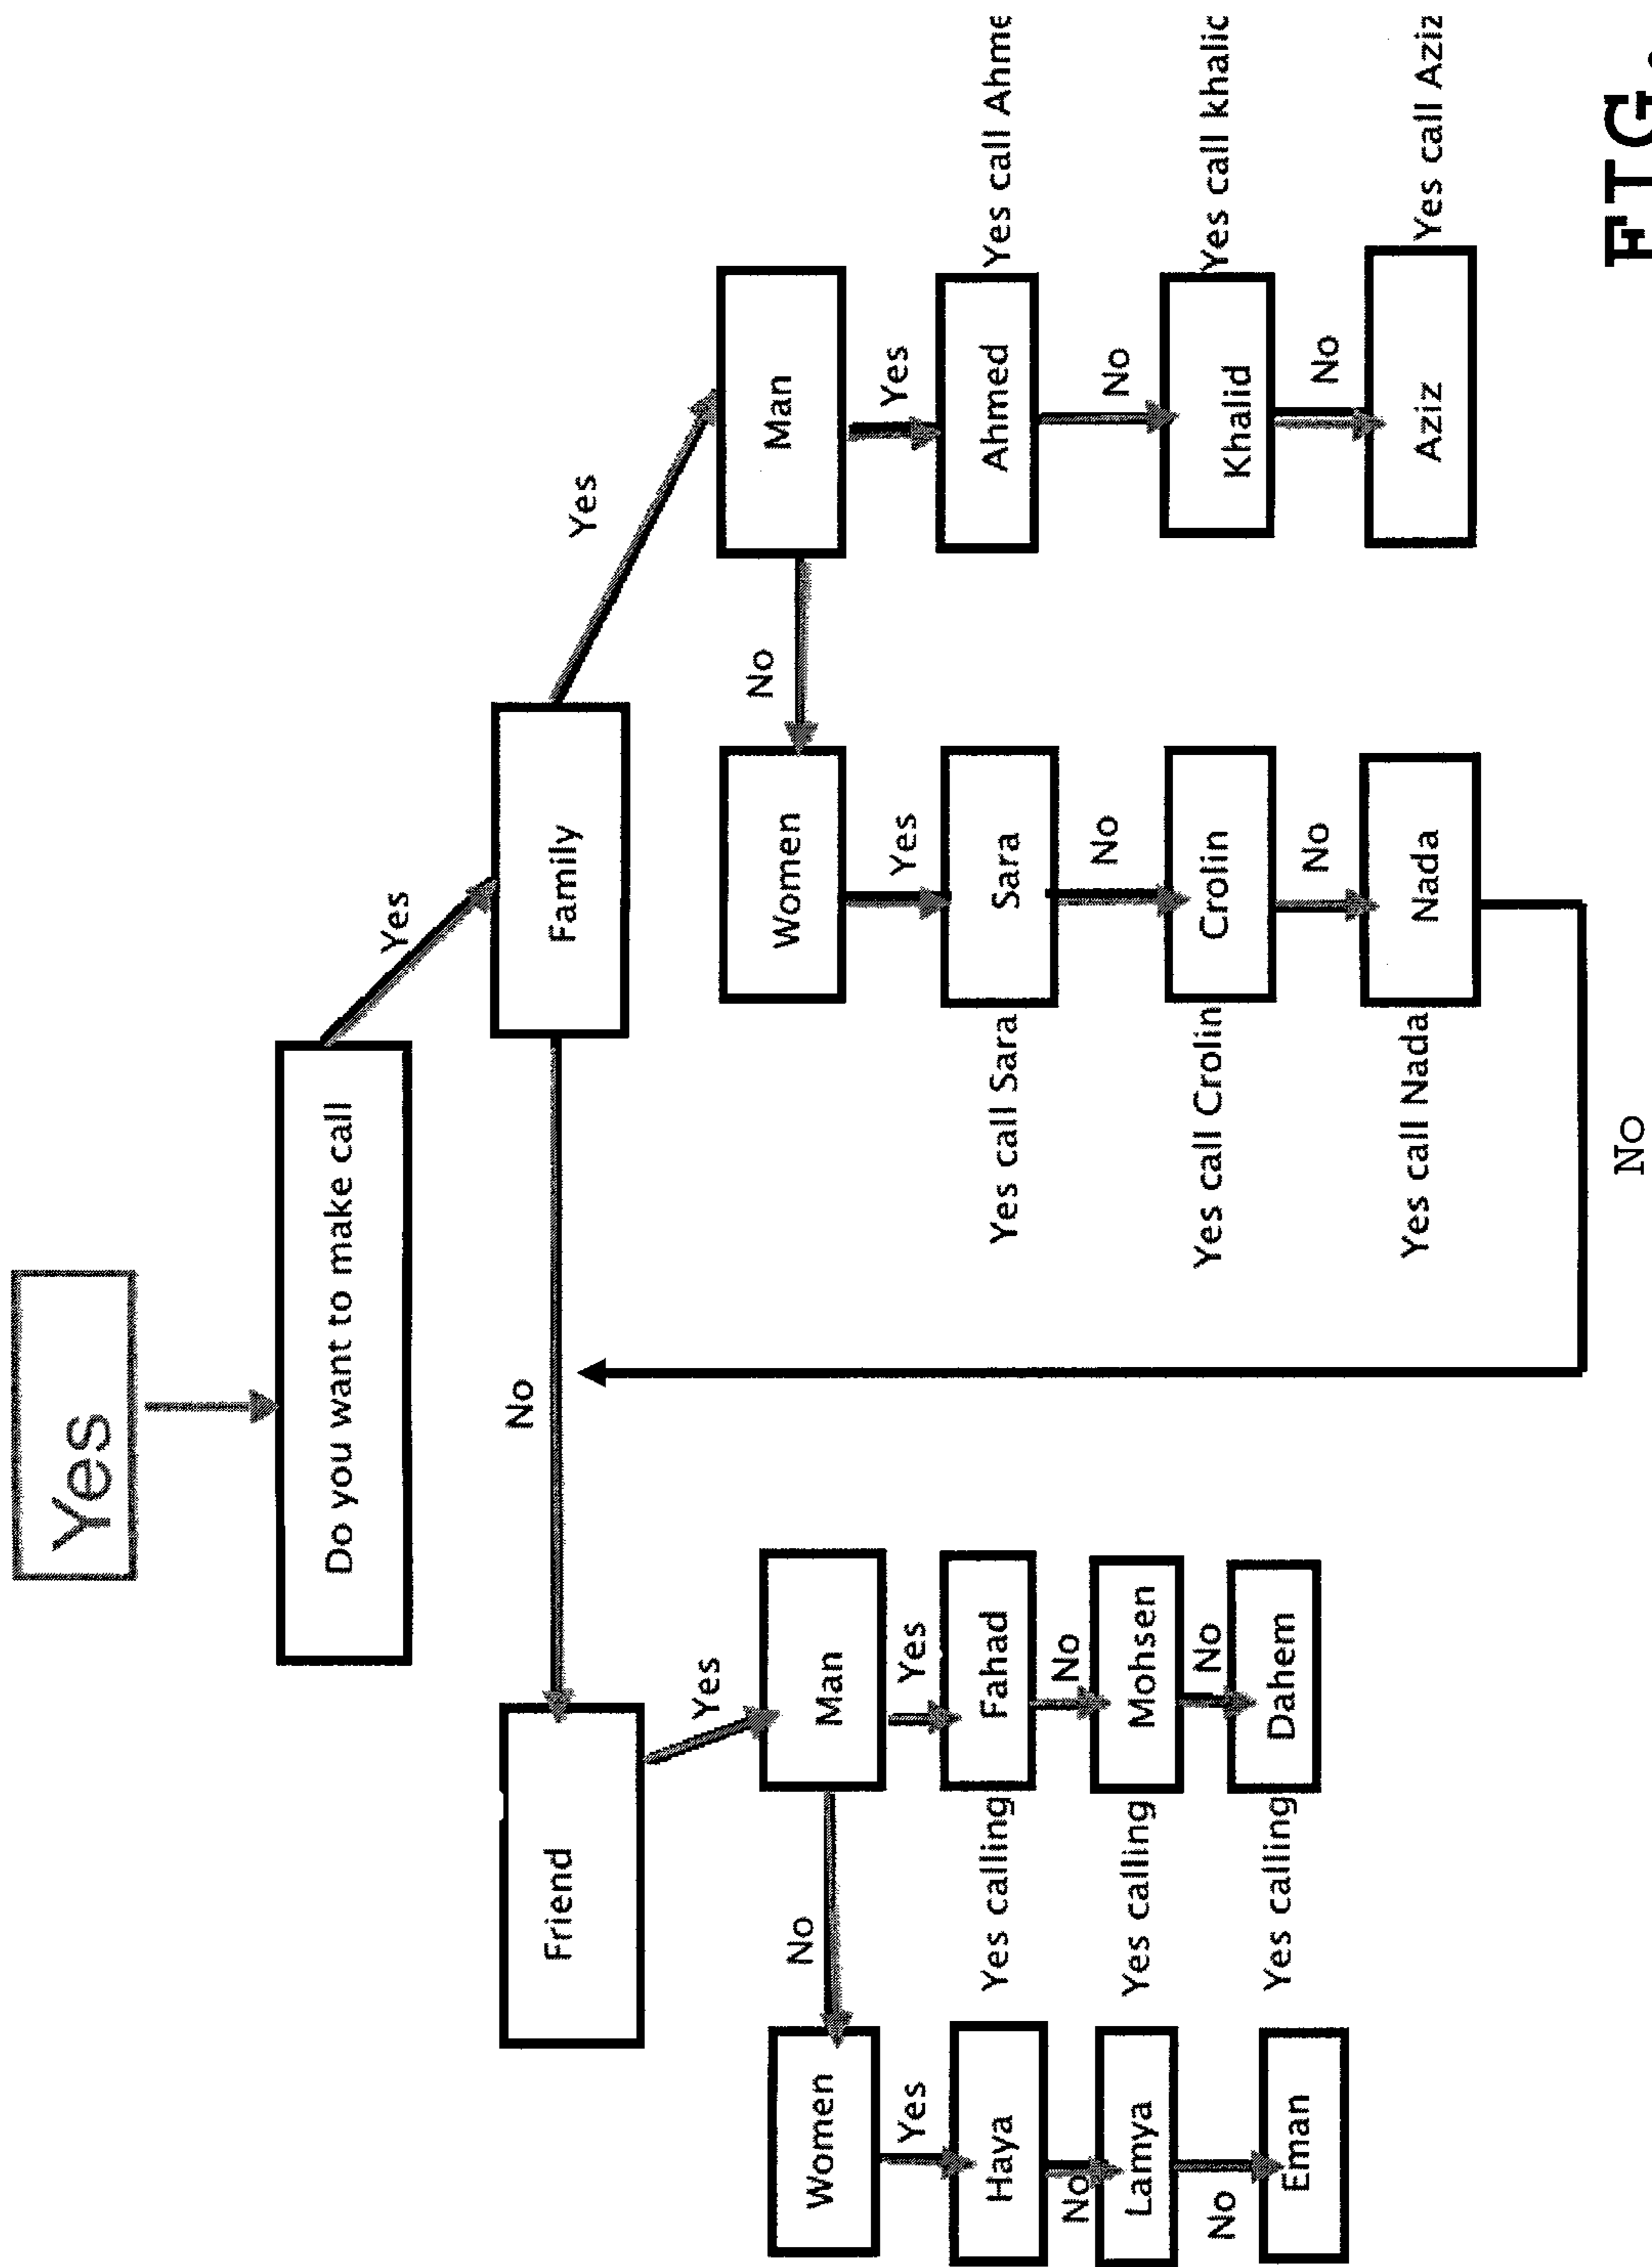 Yes
Do you want to make call
Yes
Friend
No
Family
Yes
Yes
Women
No
Man
Women
No
Man
Yes
Yes
Yes
Yes
Haya
Yes calling
Fahad
Yes call Sara
Sara
Ahmed
Yes call Ahme
No
No
No
No
Lamya
Yes calling
Mohsen
Yes call Crolin
Crolin
Khalid
Yes call khalid
No
No
No
No
Eman
Yes calling
Dahem
Yes call Nada
Nada
Aziz
Yes call Aziz
No
FIG.